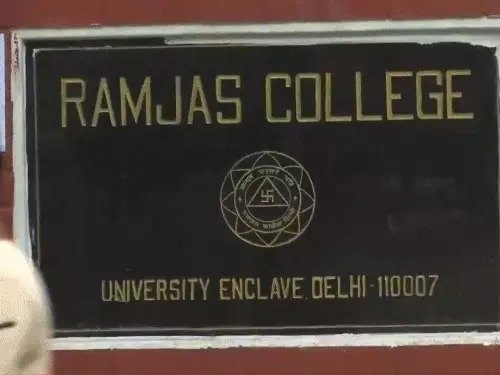 RAMJAS COLLEGE
UNIVERSITY ENCLAVE, DELHI-110007